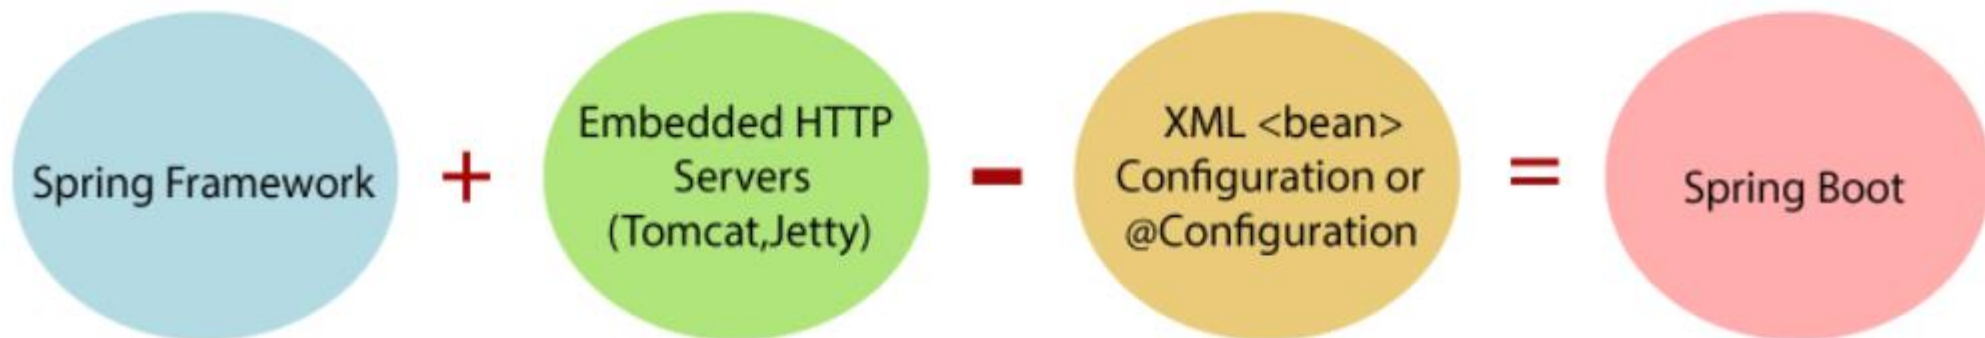 Spring Framework
+
Embedded HTTP
Servers
(Tomcat,Jetty)
-
XML <bean>
Configuration or
@Configuration
=
Spring Boot